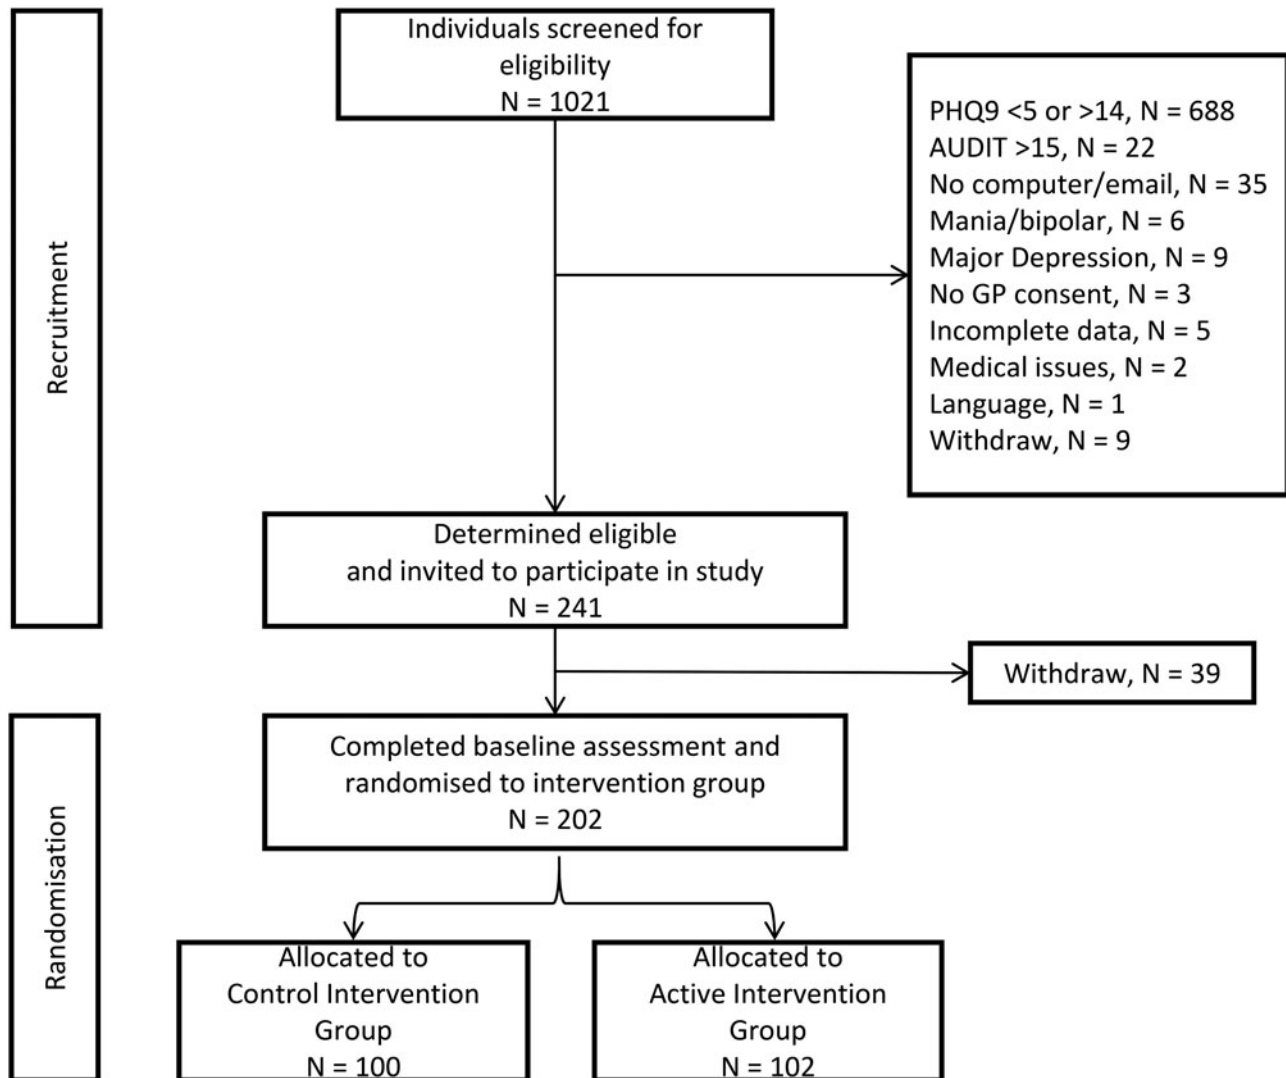 Recruitment
Individuals screened for
eligibility
N = 1021
PHQ9 <5 or >14, N = 688
AUDIT >15, N = 22
No computer/email, N = 35
Mania/bipolar, N = 6
Major Depression, N = 9
No GP consent, N = 3
Incomplete data, N = 5
Medical issues, N = 2
Language, N = 1
Withdraw, N = 9
Determined eligible
and invited to participate in study
N = 241
Withdraw, N = 39
Randomisation
Completed baseline assessment and
randomised to intervention group
N = 202
Allocated to
Control Intervention
Group
N = 100
Allocated to
Active Intervention
Group
N = 102